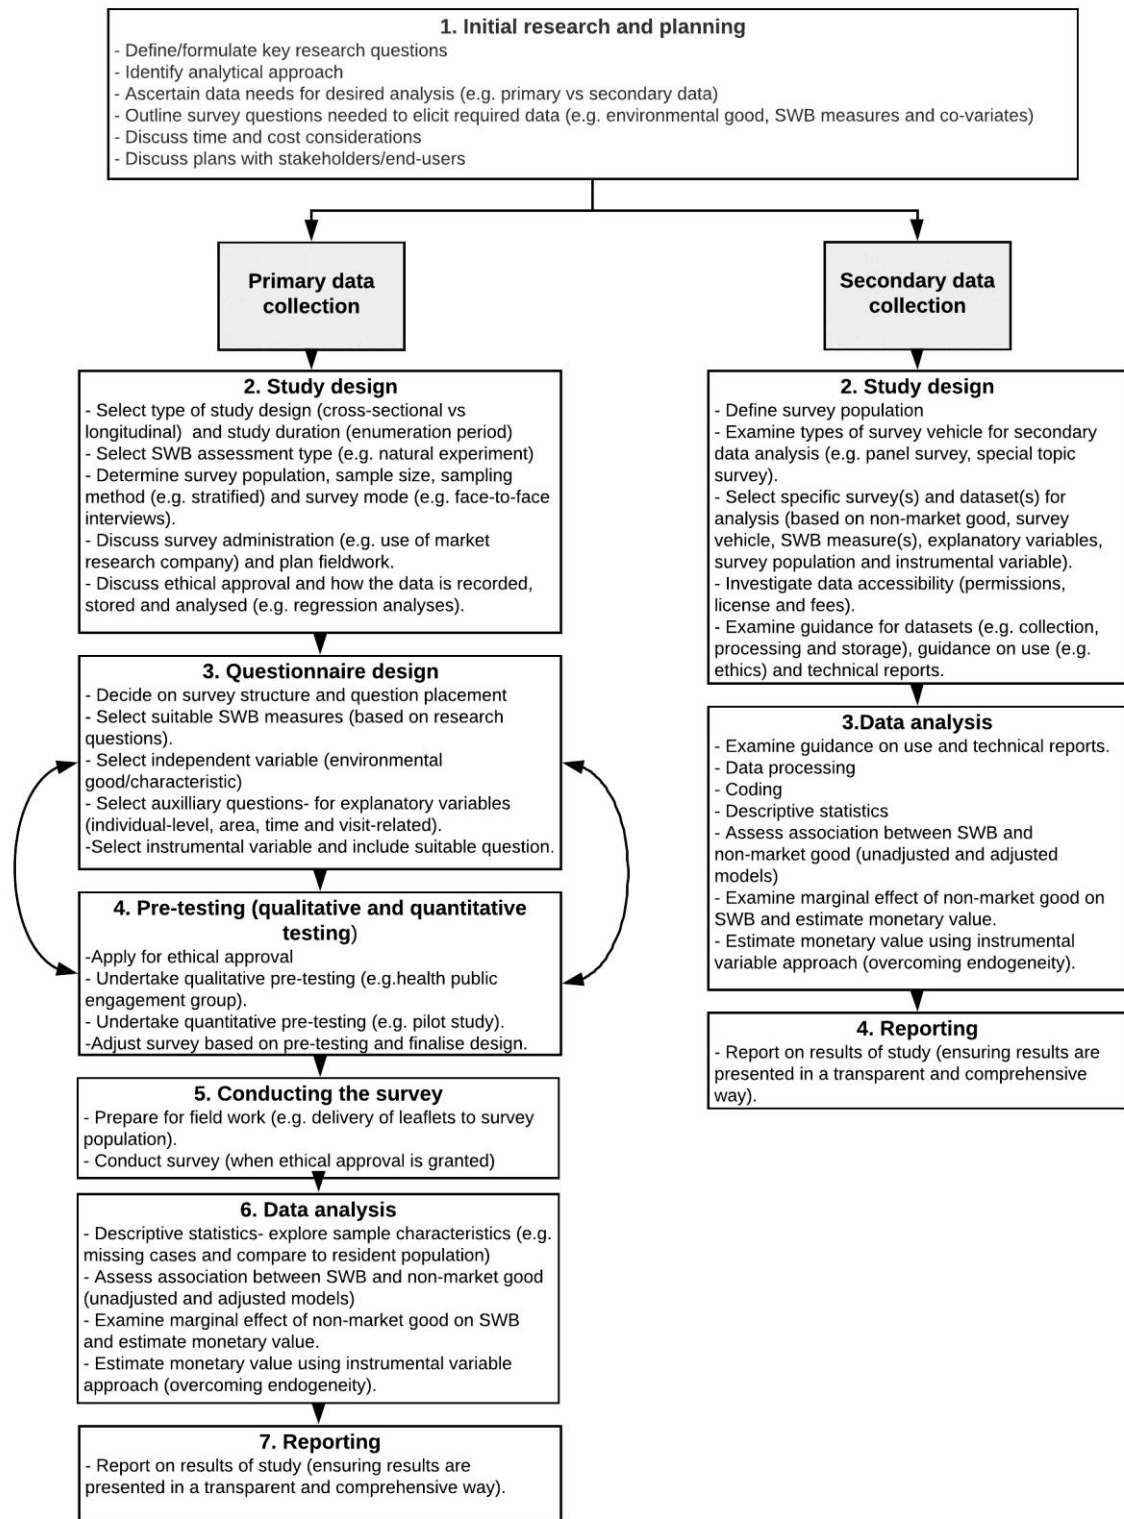 1. Initial research and planning
- Define/formulate key research questions
- Identify analytical approach
- Ascertain data needs for desired analysis (e.g. primary vs secondary data)
- Outline survey questions needed to elicit required data (e.g. environmental good, SWB measures and co-variates)
- Discuss time and cost considerations
- Discuss plans with stakeholders/end-users
Primary data
collection
2. Study design
- Select type of study design (cross-sectional vs
longitudinal)  and study duration (enumeration period)
- Select SWB assessment type (e.g. natural experiment)
- Determine survey population, sample size, sampling
method (e.g. stratified) and survey mode (e.g. face-to-face
interviews).
- Discuss survey administration (e.g. use of market
research company) and plan fieldwork.
- Discuss ethical approval and how the data is recorded,
stored and analysed (e.g. regression analyses).
3. Questionnaire design
- Decide on survey structure and question placement
- Select suitable SWB measures (based on research
questions).
- Select independent variable (environmental
good/characteristic)
- Select auxilliary questions- for explanatory variables
(individual-level, area, time and visit-related).
-Select instrumental variable and include suitable question.
4. Pre-testing (qualitative and quantitative
testing)
-Apply for ethical approval
- Undertake qualitative pre-testing (e.g.health public
engagement group).
- Undertake quantitative pre-testing (e.g. pilot study).
-Adjust survey based on pre-testing and finalise design.
5. Conducting the survey
- Prepare for field work (e.g. delivery of leaflets to survey
population).
- Conduct survey (when ethical approval is granted)
6. Data analysis
- Descriptive statistics- explore sample characteristics (e.g.
missing cases and compare to resident population)
- Assess association between SWB and non-market good
(unadjusted and adjusted models)
- Examine marginal effect of non-market good on SWB
and estimate monetary value.
- Estimate monetary value using instrumental variable
approach (overcoming endogeneity).
7. Reporting
- Report on results of study (ensuring results are
presented in a transparent and comprehensive way).
Secondary data
collection
2. Study design
- Define survey population
- Examine types of survey vehicle for secondary
data analysis (e.g. panel survey, special topic
survey).
- Select specific survey(s) and dataset(s) for
analysis (based on non-market good, survey
vehicle, SWB measure(s), explanatory variables,
survey population and instrumental variable).
- Investigate data accessibility (permissions,
license and fees).
- Examine guidance for datasets (e.g. collection,
processing and storage), guidance on use (e.g.
ethics) and technical reports.
3.Data analysis
- Examine guidance on use and technical reports.
- Data processing
- Coding
- Descriptive statistics
- Assess association between SWB and
non-market good (unadjusted and adjusted
models)
- Examine marginal effect of non-market good on
SWB and estimate monetary value.
- Estimate monetary value using instrumental
variable approach (overcoming endogeneity).
4. Reporting
- Report on results of study (ensuring results are
presented in a transparent and comprehensive
way).